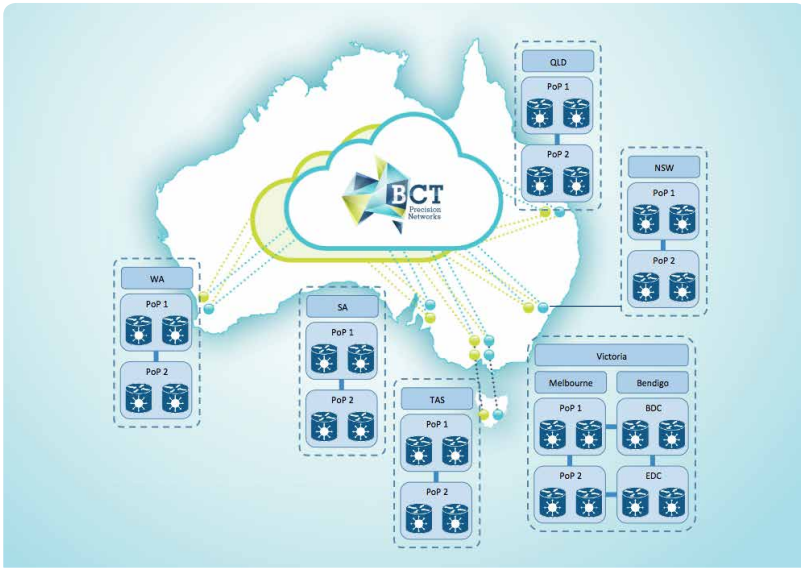 QLD
PoP 1
PoP 2
NSW
PoP 1
PoP 2
BCT
Precision
Networks
WA
PoP 1
PoP 2
SA
PoP 1
PoP 2
TAS
PoP 1
PoP 2
Victoria
Melbourne
Bendigo
PoP 1
BDC
PoP 2
EDC